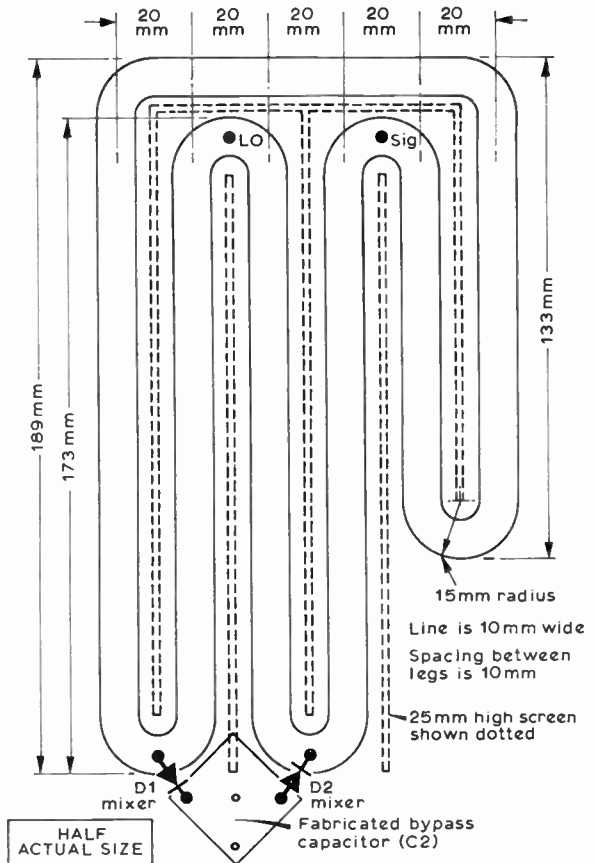 20 mm
20 mm
20 mm
20 mm
20 mm
LO
Sig
189mm
173mm
133mm
15mm radius
Line is 10mm wide
Spacing between
legs is 10mm
25mm high screen
shown dotted
D1
mixer
D2
mixer
Fabricated bypass
capacitor (C2)
HALF
ACTUAL SIZE